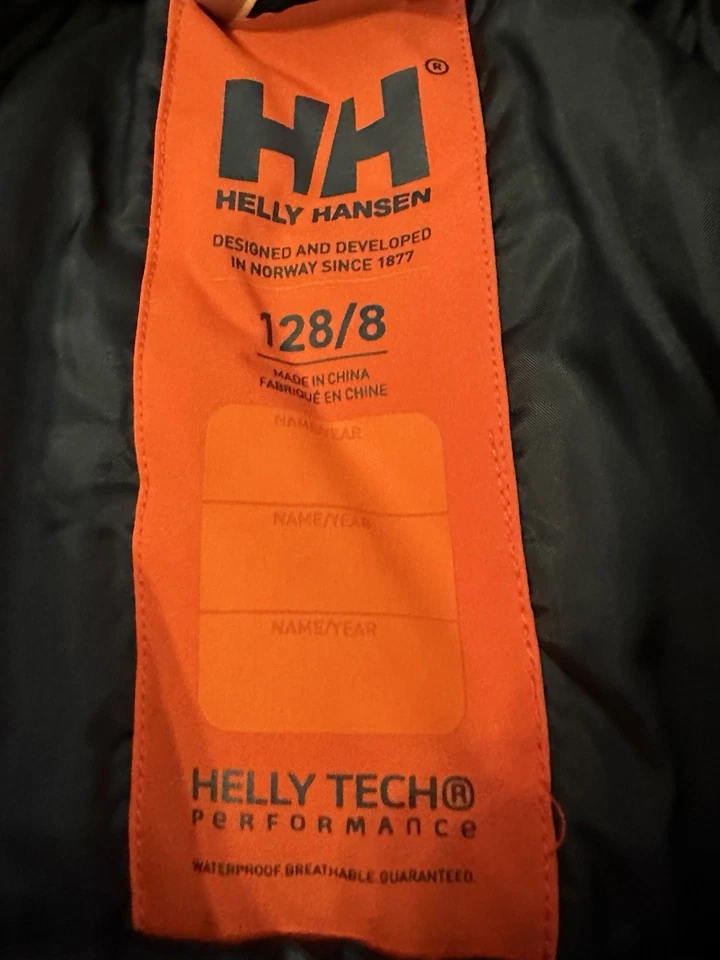 HH®
HELLY HANSEN
DESIGNED AND DEVELOPED
IN NORWAY SINCE 1877
128/8
MADE IN CHINA
FABRIQUÉ EN CHINE
NAME/YEAR
NAME/YEAR
NAME/YEAR
HELLY TECH®
PERFORMANCE
WATERPROOF.BREATHABLE.GUARANTEED.